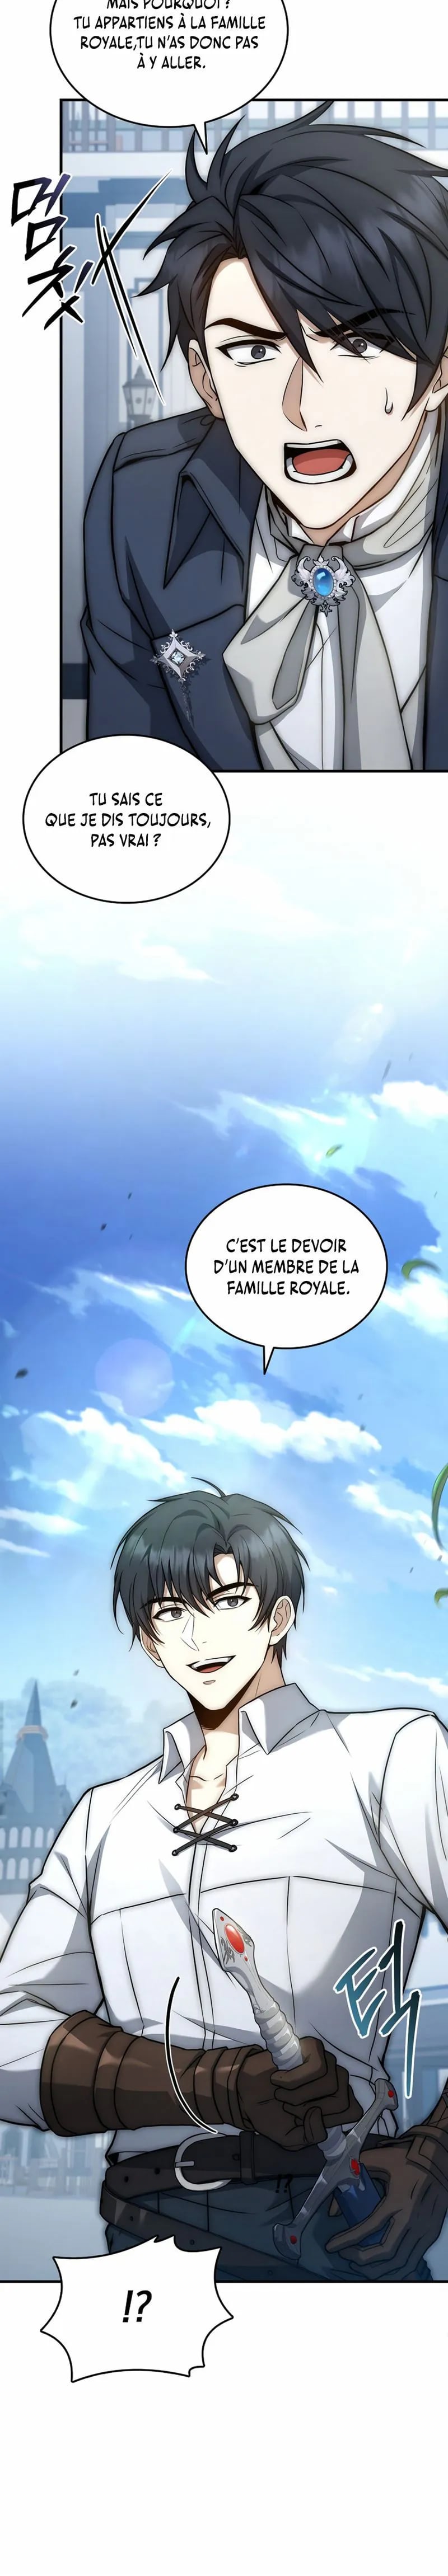 MAIS POURQUOI ?
TU APPARTIENS À LA FAMILLE
ROYALE,TU N'AS DONC PAS
À Y ALLER.
멈칫
TU SAIS CE
QUE JE DIS TOUJOURS,
PAS VRAI ?
C'EST LE DEVOIR
D'UN MEMBRE DE LA
FAMILLE ROYALE.
턱
!?
!?